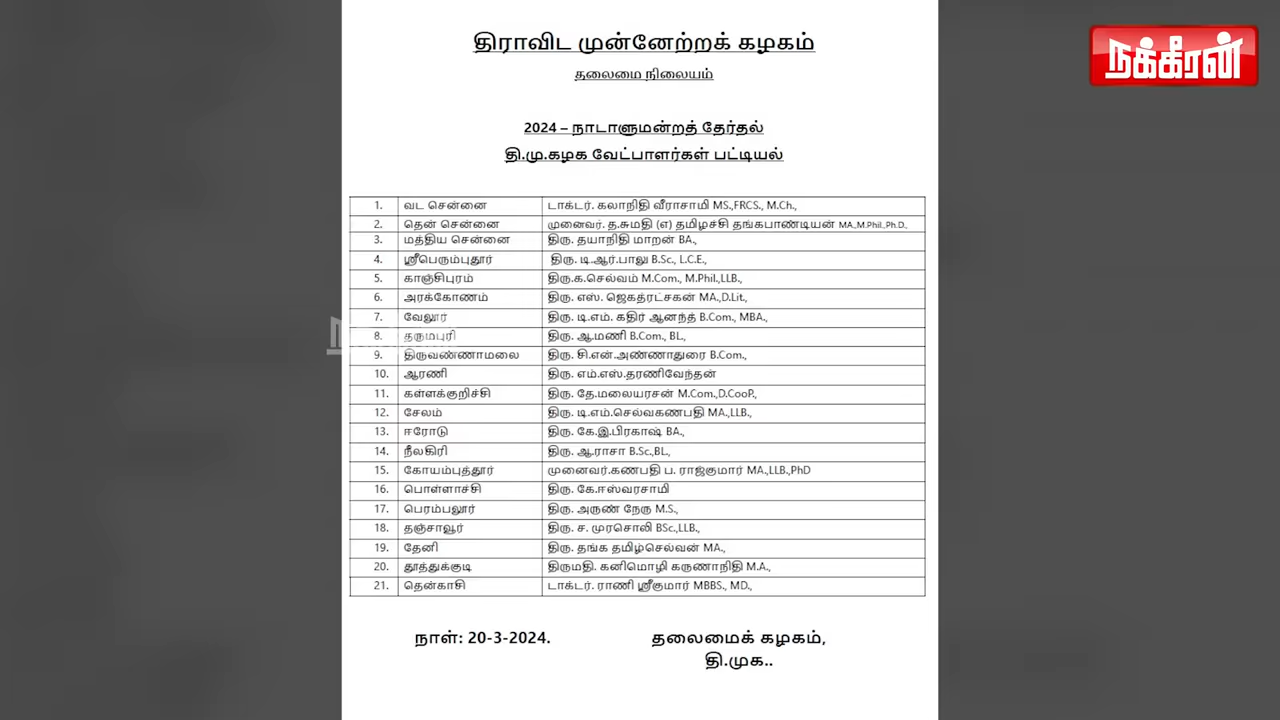 திராவிட முன்னேற்றக் கழகம்
நக்கீரன்
தலைமை நிலையம்
2024 – நாடாளுமன்றத் தேர்தல்
தி.மு.கழக வேட்பாளர்கள் பட்டியல்
1. வட சென்னை டாக்டர். கலாநிதி வீராசாமி MS.,FRCS., M.Ch.,
2. தென் சென்னை முனைவர். த.சுமதி (எ) தமிழச்சி தங்கபாண்டியன் MA.,M.Phil.,Ph.D.,
3. மத்திய சென்னை திரு. தயாநிதி மாறன் BA.,
4. ஸ்ரீபெரும்புதூர் திரு. டி.ஆர்.பாலு B.Sc., L.C.E.,
5. காஞ்சிபுரம் திரு.க.செல்வம் M.Com., M.Phil.,LLB.,
6. அரக்கோணம் திரு. எஸ். ஜெகத்ரட்சகன் MA.,D.Lit.,
7. வேலூர் திரு. டி.எம். கதிர் ஆனந்த் B.Com., MBA.,
8. தருமபுரி திரு. ஆ.மணி B.Com., BL.,
9. திருவண்ணாமலை திரு. சி.என்.அண்ணாதுரை B.Com.,
10. ஆரணி திரு. எம்.எஸ்.தரணிவேந்தன்
11. கள்ளக்குறிச்சி திரு. தே.மலையரசன் M.Com.,D.CooP.,
12. சேலம் திரு. டி.எம்.செல்வகணபதி MA.,LLB.,
13. ஈரோடு திரு. கே.இ.பிரகாஷ் BA.,
14. நீலகிரி திரு. ஆ.ராசா B.Sc.,BL.,
15. கோயம்புத்தூர் முனைவர்.கணபதி ப. ராஜ்குமார் MA.,LLB.,PhD
16. பொள்ளாச்சி திரு. கே.ஈஸ்வரசாமி
17. பெரம்பலூர் திரு. அருண் நேரு M.S.,
18. தஞ்சாவூர் திரு. ச. முரசொலி BSc.,LLB.,
19. தேனி திரு. தங்க தமிழ்செல்வன் MA.,
20. தூத்துக்குடி திருமதி. கனிமொழி கருணாநிதி M.A.,
21. தென்காசி டாக்டர். ராணி ஸ்ரீகுமார் MBBS., MD.,
நாள்: 20-3-2024. தலைமைக் கழகம்,
தி.முக..